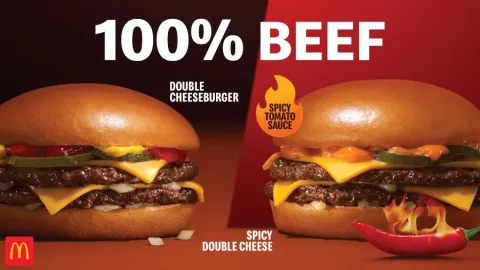 100% BEEF
DOUBLE
CHEESEBURGER
SPICY
TOMATO
SAUCE
SPICY
DOUBLE CHEESE